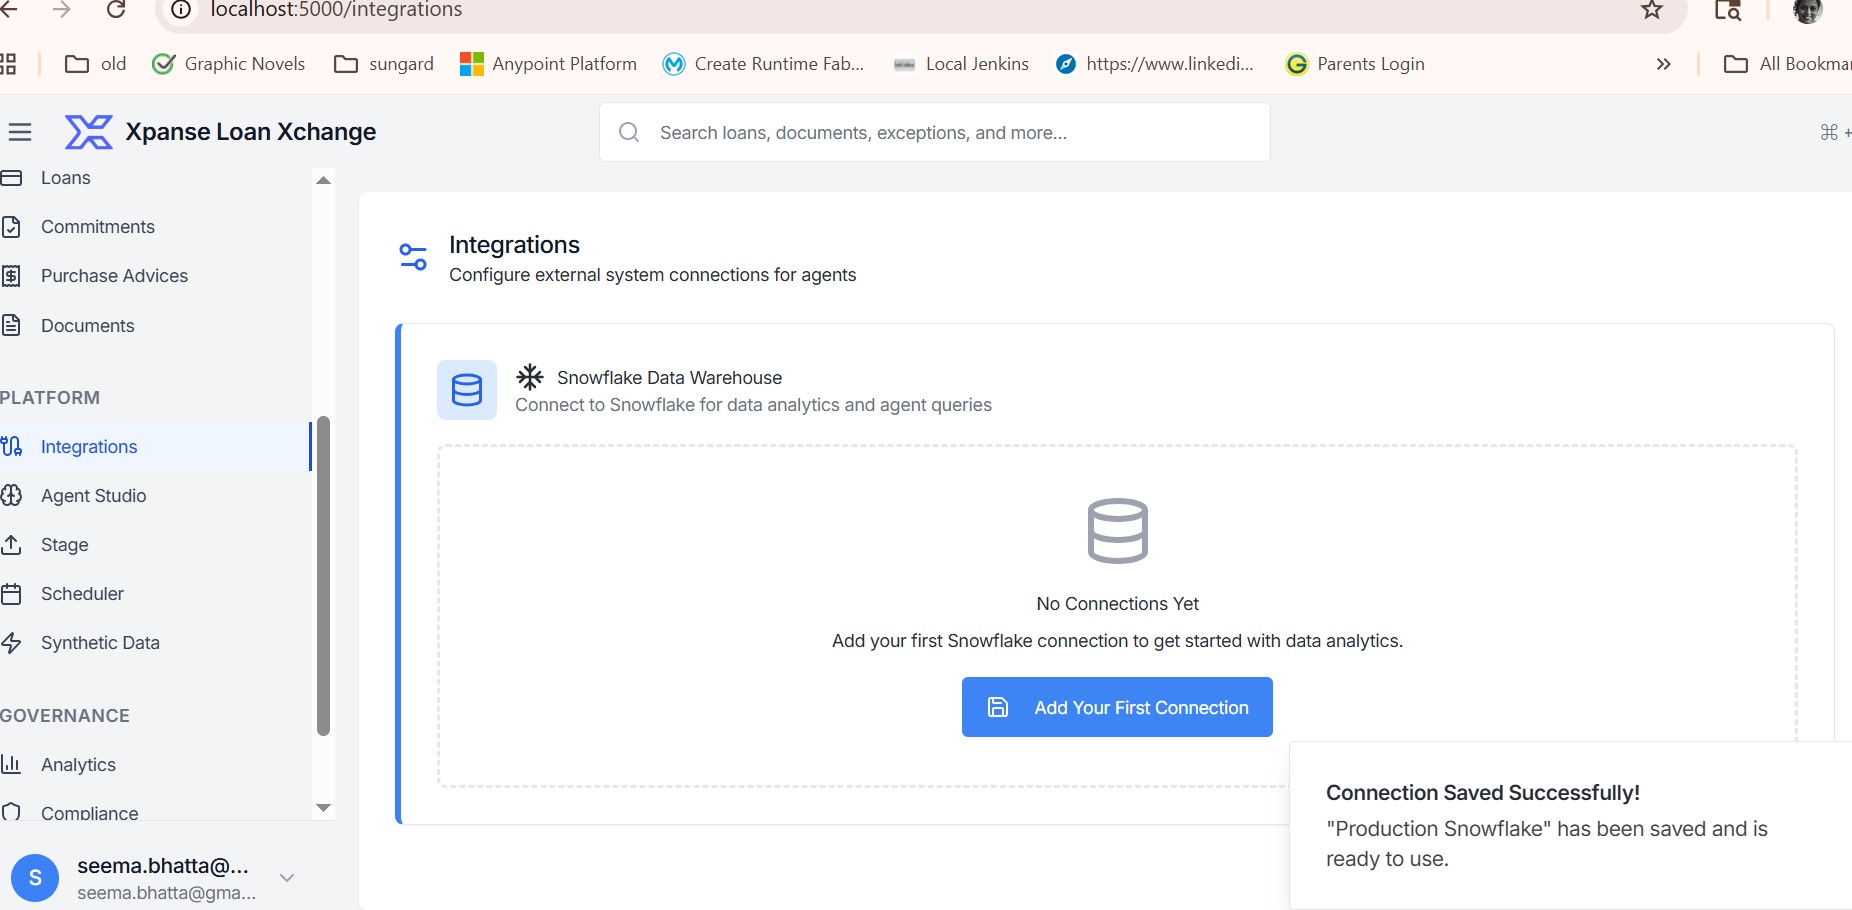 localhost:5000/integrations
old
Graphic Novels
sungard
Anypoint Platform
Create Runtime Fab...
Local Jenkins
https://www.linkedi...
Parents Login
»
All Bookmar
Xpanse Loan Xchange
Search loans, documents, exceptions, and more...
⌘ +
Loans
Commitments
Purchase Advices
Documents
PLATFORM
Integrations
Agent Studio
Stage
Scheduler
Synthetic Data
GOVERNANCE
Analytics
Compliance
S
seema.bhatta@...
seema.bhatta@gma...
Integrations
Configure external system connections for agents
Snowflake Data Warehouse
Connect to Snowflake for data analytics and agent queries
No Connections Yet
Add your first Snowflake connection to get started with data analytics.
Add Your First Connection
Connection Saved Successfully!
"Production Snowflake" has been saved and is
ready to use.